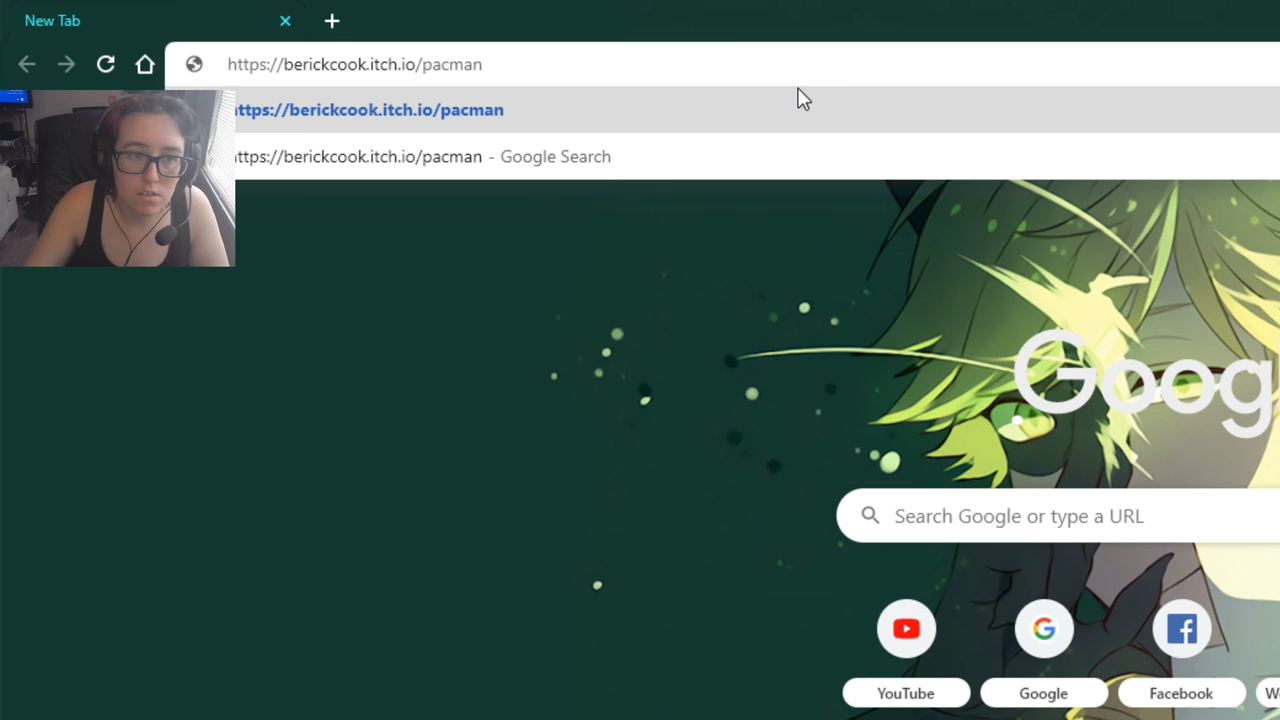 New Tab
https://berickcook.itch.io/pacman
ttps://berickcook.itch.io/pacman
ttps://berickcook.itch.io/pacman - Google Search
Goog
Search Google or type a URL
YouTube
Google
Facebook